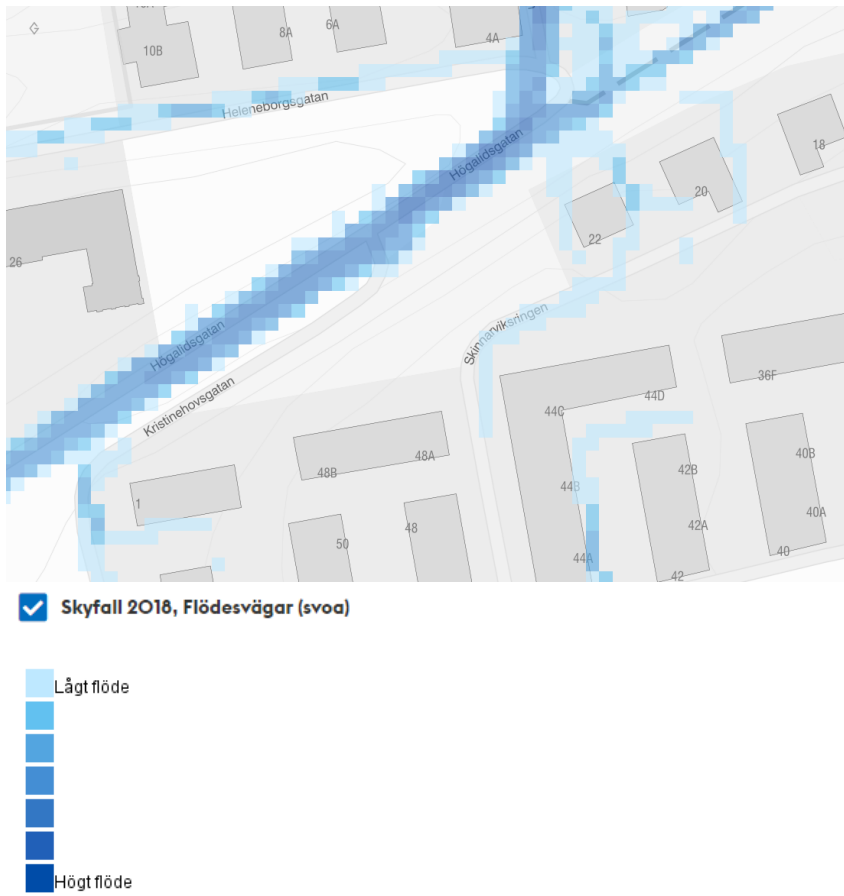 10B
8A
6A
4A
Heleneborgsgatan
Högalidsgatan
18
20
22
26
Skinnarviksringen
Högalidsgatan
Kristinehovsgatan
36F
44D
44C
48A
48B
44B
42B
40B
1
50
48
42A
40A
44A
42
40
Skyfall 2018, Flödesvägar (svoa)
Lågt flöde
Högt flöde